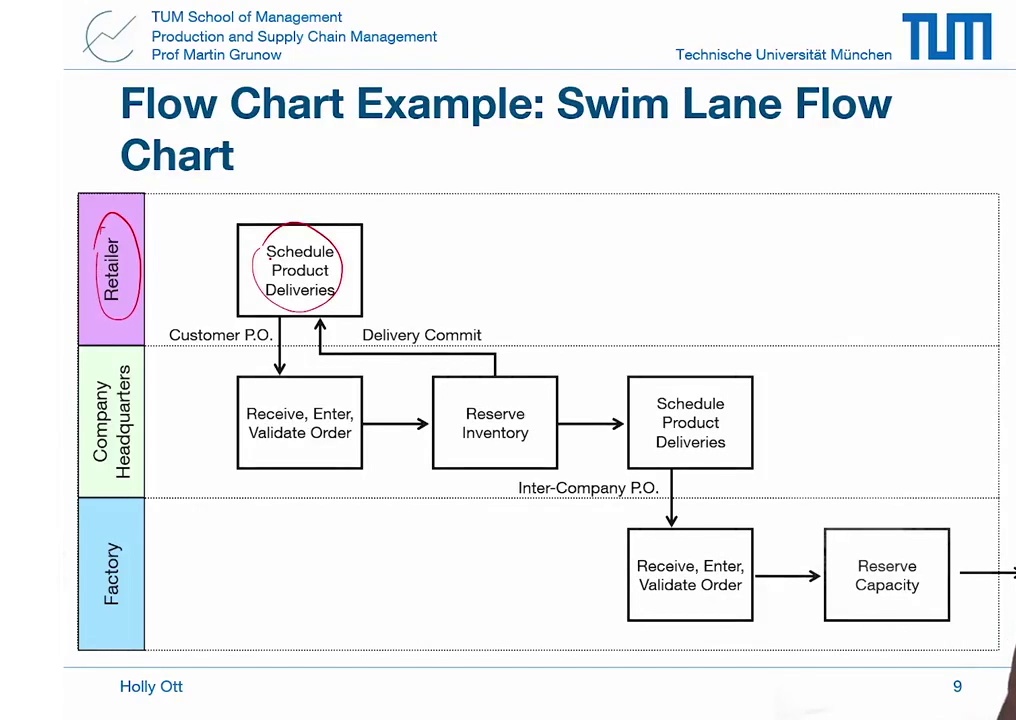 TUM School of Management
Production and Supply Chain Management
Prof Martin Grunow
Technische Universität München
TUM
Flow Chart Example: Swim Lane Flow
Chart
Retailer
Schedule
Product
Deliveries
Customer P.O.
Delivery Commit
Company
Headquarters
Receive, Enter,
Validate Order
Reserve
Inventory
Schedule
Product
Deliveries
Inter-Company P.O.
Factory
Receive, Enter,
Validate Order
Reserve
Capacity
Holly Ott
9